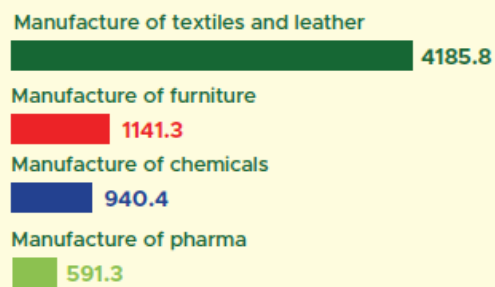 Manufacture of textiles and leather
4185.8
Manufacture of furniture
1141.3
Manufacture of chemicals
940.4
Manufacture of pharma
591.3